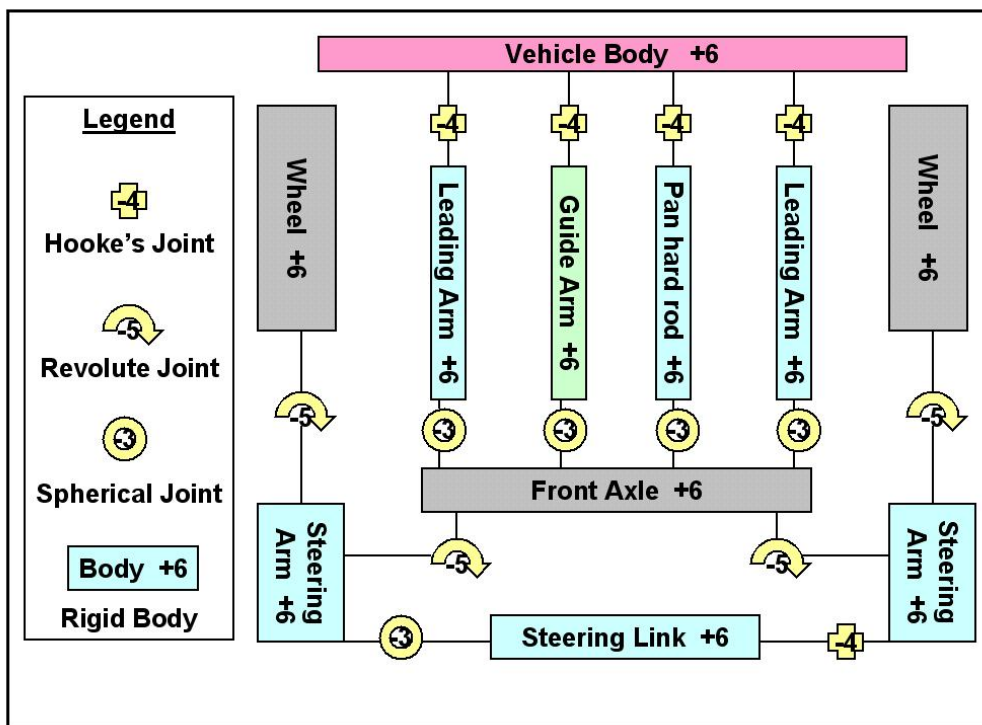 Vehicle Body +6
Legend
-4
Hooke's Joint
-5
Revolute Joint
-3
Spherical Joint
Body +6
Rigid Body
Wheel +6
-4
-4
-4
-4
Wheel +6
Leading Arm +6
Guide Arm +6
Pan hard rod +6
Leading Arm +6
-5
-3
-3
-3
-3
-5
Front Axle +6
Steering
Arm +6
-5
-5
Steering
Arm +6
-3
Steering Link +6
-4